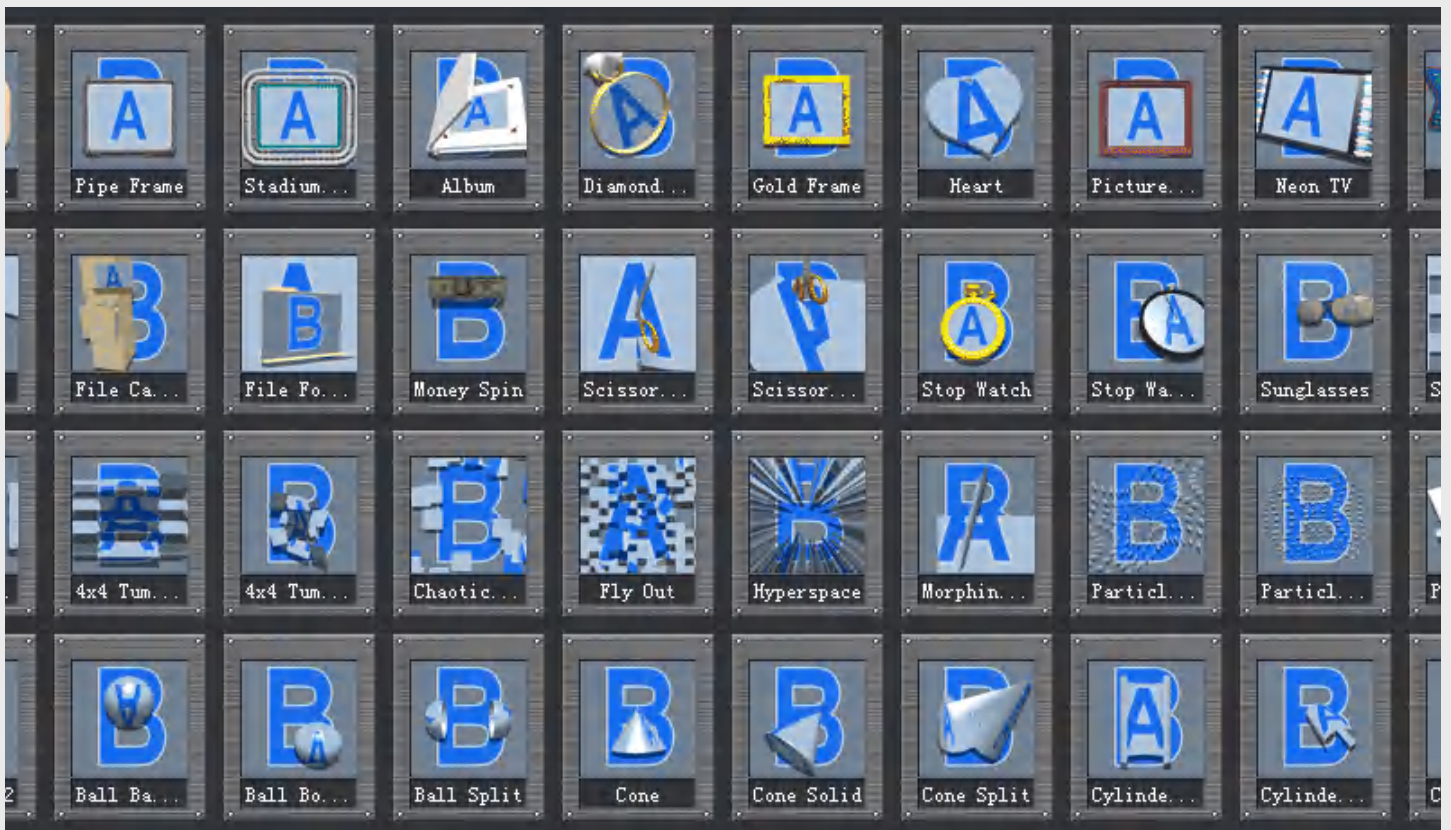 Pipe Frame Stadium... Album Diamond... Gold Frame Heart Picture... Neon TV
File Ca... File Fo... Money Spin Scissor... Scissor... Stop Watch Stop Wa... Sunglasses S
4x4 Tum... 4x4 Tum... Chaotic... Fly Out Hyperspace Morphin... Particl... Particl... P
2 Ball Ba... Ball Bo... Ball Split Cone Cone Solid Cone Split Cylinde... Cylinde... C